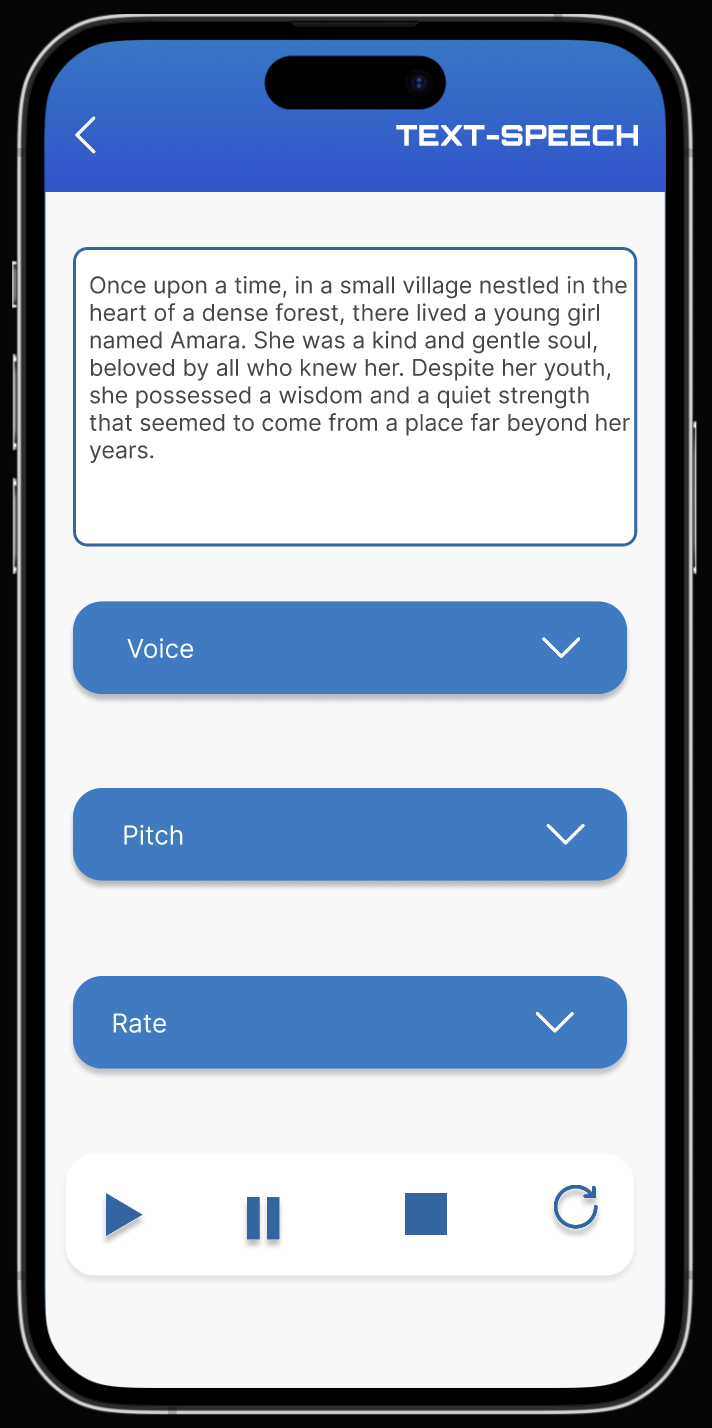 TEXT-SPEECH
Once upon a time, in a small village nestled in the
heart of a dense forest, there lived a young girl
named Amara. She was a kind and gentle soul,
beloved by all who knew her. Despite her youth,
she possessed a wisdom and a quiet strength
that seemed to come from a place far beyond her
years.
Voice
Pitch
Rate